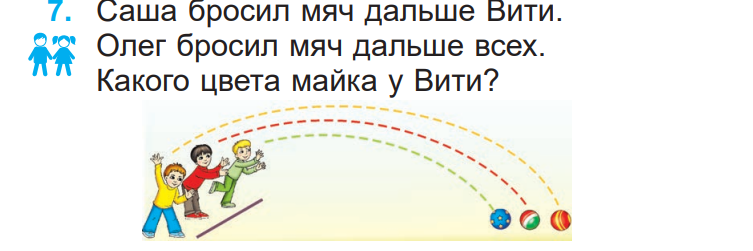 7. Саша бросил мяч дальше Вити.
Олег бросил мяч дальше всех.
Какого цвета майка у Вити?